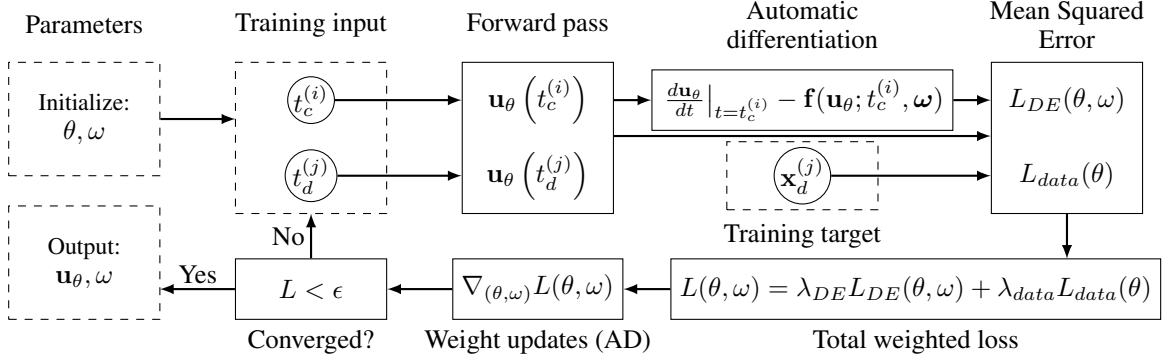 Parameters
Training input
Forward pass
Automatic
differentiation
Mean Squared
Error
Initialize:
θ, ω
t_c^{(i)}
t_d^{(j)}
u_θ (t_c^{(i)})
u_θ (t_d^{(j)})
\frac{du_θ}{dt}|_{t=t_c^{(i)}} − f(u_θ; t_c^{(i)}, ω)
x_d^{(j)}
Training target
L_{DE}(θ, ω)
L_{data}(θ)
Output:
u_θ, ω
Yes
No
L < ϵ
Converged?
∇_{(θ,ω)}L(θ, ω)
Weight updates (AD)
L(θ, ω) = λ_{DE}L_{DE}(θ, ω) + λ_{data}L_{data}(θ)
Total weighted loss